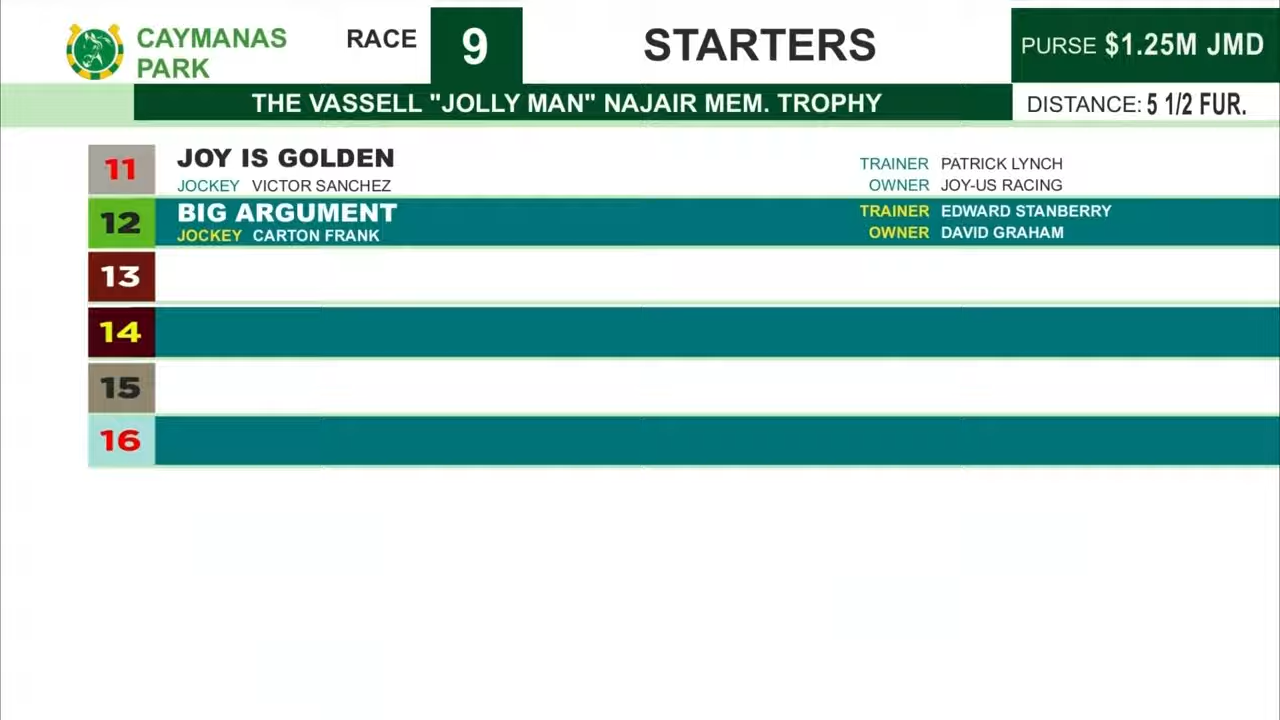 CAYMANAS PARK
RACE 9
STARTERS
PURSE $1.25M JMD
THE VASSELL "JOLLY MAN" NAJAIR MEM. TROPHY
DISTANCE: 5 1/2 FUR.
11 JOY IS GOLDEN
JOCKEY VICTOR SANCHEZ
TRAINER PATRICK LYNCH
OWNER JOY-US RACING
12 BIG ARGUMENT
JOCKEY CARTON FRANK
TRAINER EDWARD STANBERRY
OWNER DAVID GRAHAM
13
14
15
16